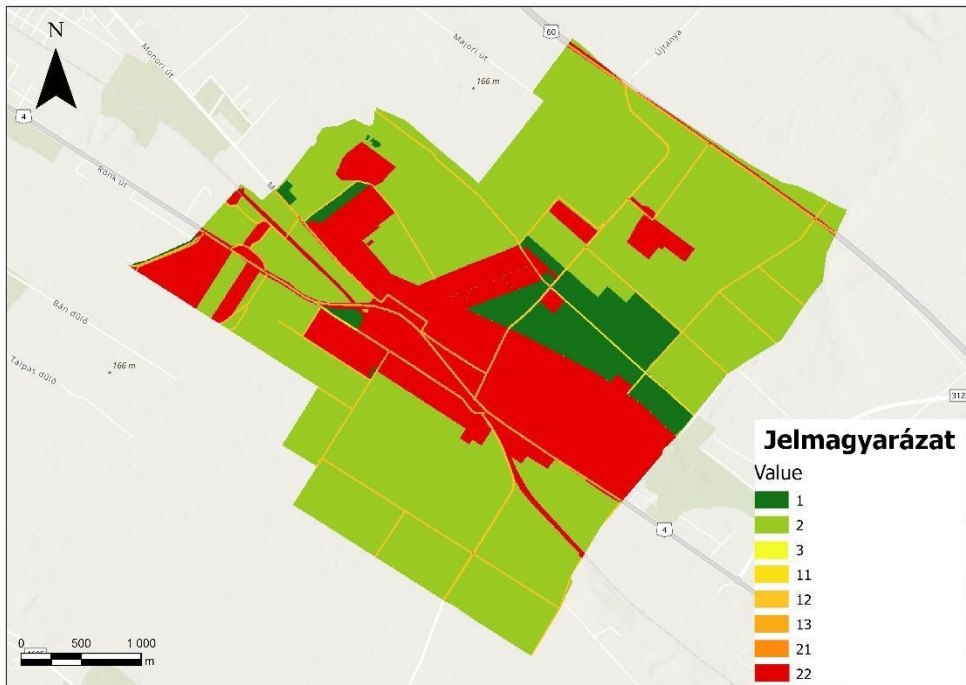 N
60
Majori út
Újtanya
Monori út
166 m
4
Rónk út
Bán dűlő
Talpas dűlő
166 m
312
4
0 500 1 000
m
Jelmagyarázat
Value
1
2
3
11
12
13
21
22